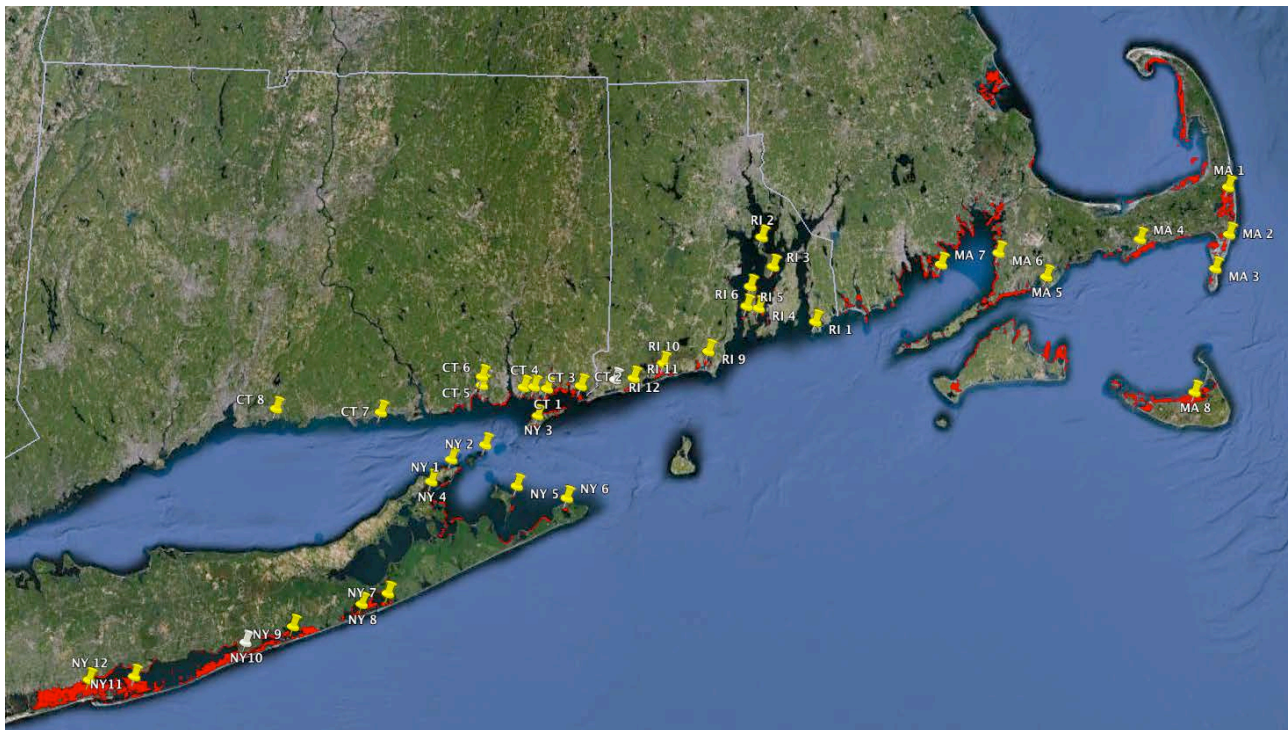 MA 1
MA 2
MA 3
MA 4
MA 5
MA 6
MA 7
MA 8
RI 2
RI 3
RI 6
RI 5
RI 4
RI 1
RI 10
RI 9
RI/11
RI 12
CT 6
CT 4
CT 3
CT 2
CT 5
CT 1
CT 8
CT 7
NY 3
NY 2
NY 1
NY 4
NY 5
NY 6
NY 7
NY 8
NY 9
NY10
NY 12
NY11